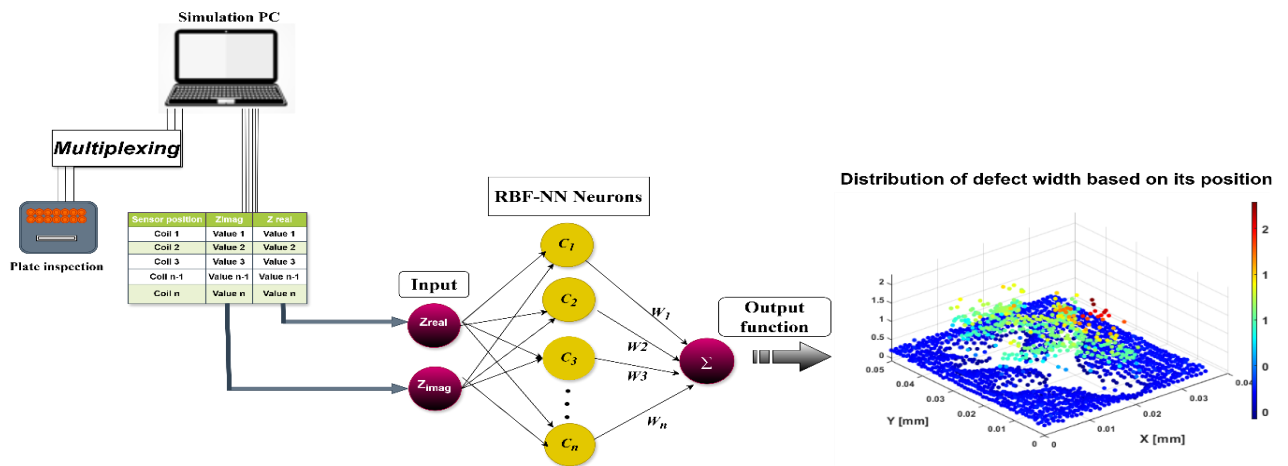 Simulation PC
Multiplexing
Plate inspection
Sensor position Zimag Z real
Coil 1 Value 1 Value 1
Coil 2 Value 2 Value 2
Coil 3 Value 3 Value 3
Coil n-1 Value n-1 Value n-1
Coil n Value n Value n
Input
Zreal
Zimag
RBF-NN Neurons
C1
C2
C3
Cn
W1
W2
W3
Wn
Σ
Output
function
Distribution of defect width based on its position
2
1.5
1
0.5
0
0.05
0.04
0.03
0.02
0.01
0
Y [mm]
0
0.01
0.02
0.03
0.04
X [mm]
2
2
1
1
0
0